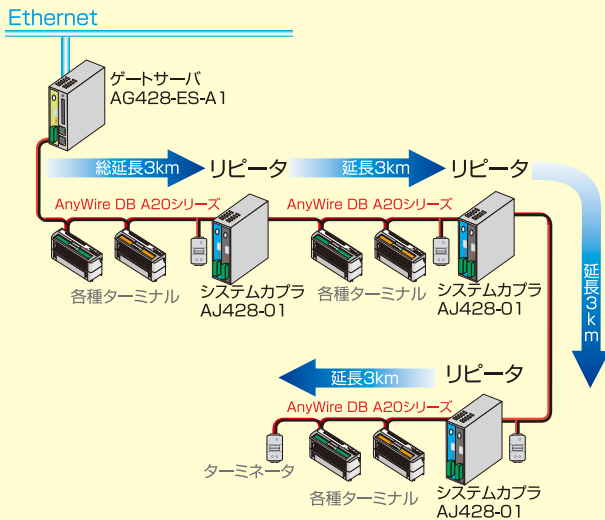 Ethernet
ゲートサーバ
AG428-ES-A1
総延長3km
リピータ
延長3km
リピータ
AnyWire DB A20シリーズ
AnyWire DB A20シリーズ
延長3km
各種ターミナル
システムカプラ
AJ428-01
各種ターミナル
システムカプラ
AJ428-01
延長3km
リピータ
AnyWire DB A20シリーズ
ターミネータ
各種ターミナル
システムカプラ
AJ428-01